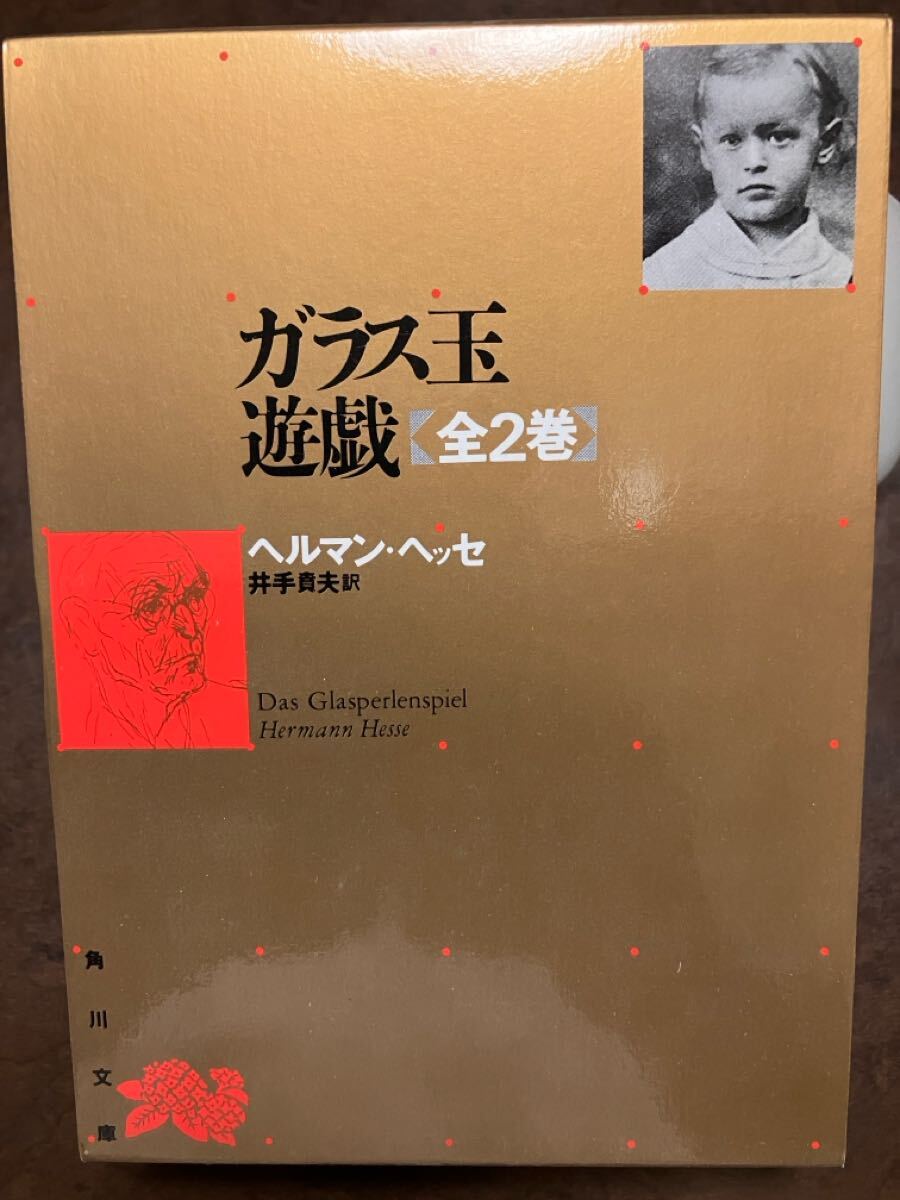 ガラス玉
遊戯【全2巻】
ヘルマン・ヘッセ
井手賁夫訳
Das Glasperlenspiel
Hermann Hesse
角川文庫